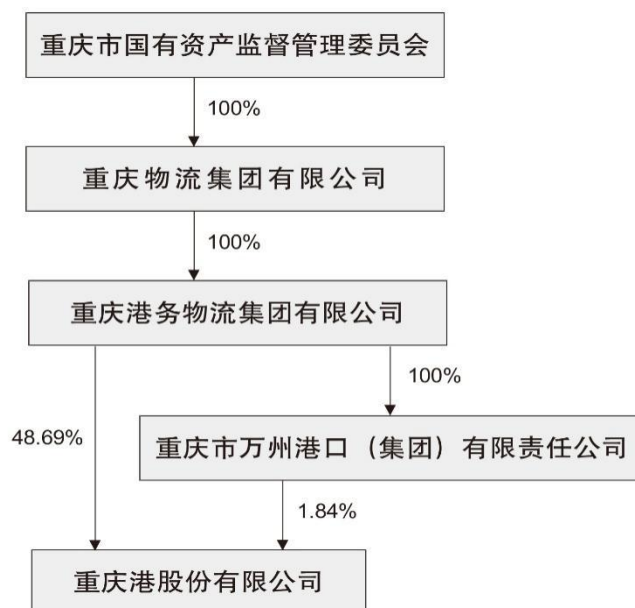 重庆市国有资产监督管理委员会
100%
重庆物流集团有限公司
100%
重庆港务物流集团有限公司
100%
48.69%
重庆市万州港口（集团）有限责任公司
1.84%
重庆港股份有限公司